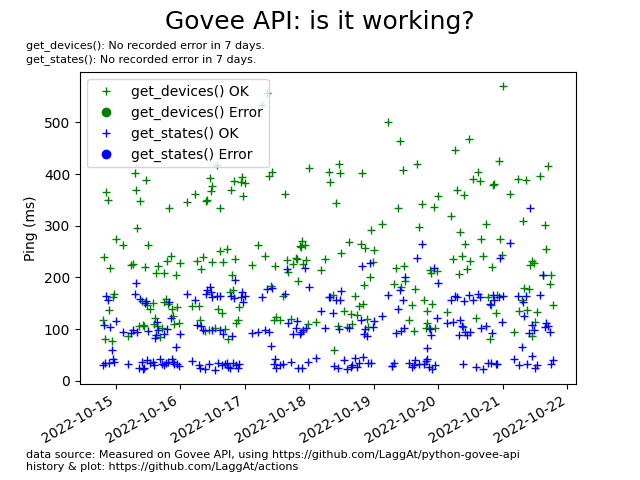 Govee API: is it working?
get_devices(): No recorded error in 7 days.
get_states(): No recorded error in 7 days.
get_devices() OK
get_devices() Error
get_states() OK
get_states() Error
Ping (ms)
500
400
300
200
100
0
2022-10-15
2022-10-16
2022-10-17
2022-10-18
2022-10-19
2022-10-20
2022-10-21
2022-10-22
data source: Measured on Govee API, using https://github.com/LaggAt/python-govee-api
history & plot: https://github.com/LaggAt/actions